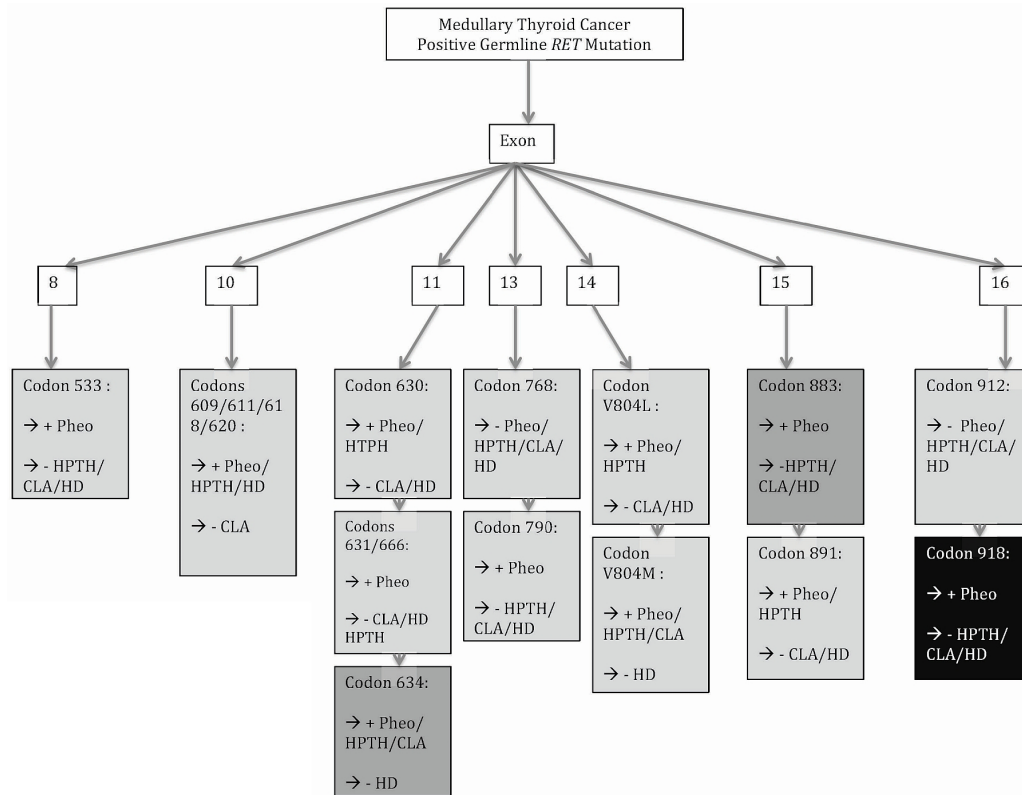 Medullary Thyroid Cancer
Positive Germline RET Mutation
Exon
8
10
11
13
14
15
16
Codon 533 :
→ + Pheo
→ - HPTH/
CLA/HD
Codons
609/611/61
8/620 :
→ + Pheo/
HPTH/HD
→ - CLA
Codon 630:
→ + Pheo/
HTPH
→ - CLA/HD
Codons
631/666:
→ + Pheo
→ - CLA/HD
HPTH
Codon 634:
→ + Pheo/
HPTH/CLA
→ - HD
Codon 768:
→ - Pheo/
HPTH/CLA/
HD
Codon 790:
→ + Pheo
→ - HPTH/
CLA/HD
Codon
V804L :
→ + Pheo/
HPTH
→ - CLA/HD
Codon
V804M :
→ + Pheo/
HPTH/CLA
→ - HD
Codon 883:
→ + Pheo
→ -HPTH/
CLA/HD
Codon 891:
→ + Pheo/
HPTH
→ - CLA/HD
Codon 912:
→ - Pheo/
HPTH/CLA/
HD
Codon 918:
→ + Pheo
→ - HPTH/
CLA/HD